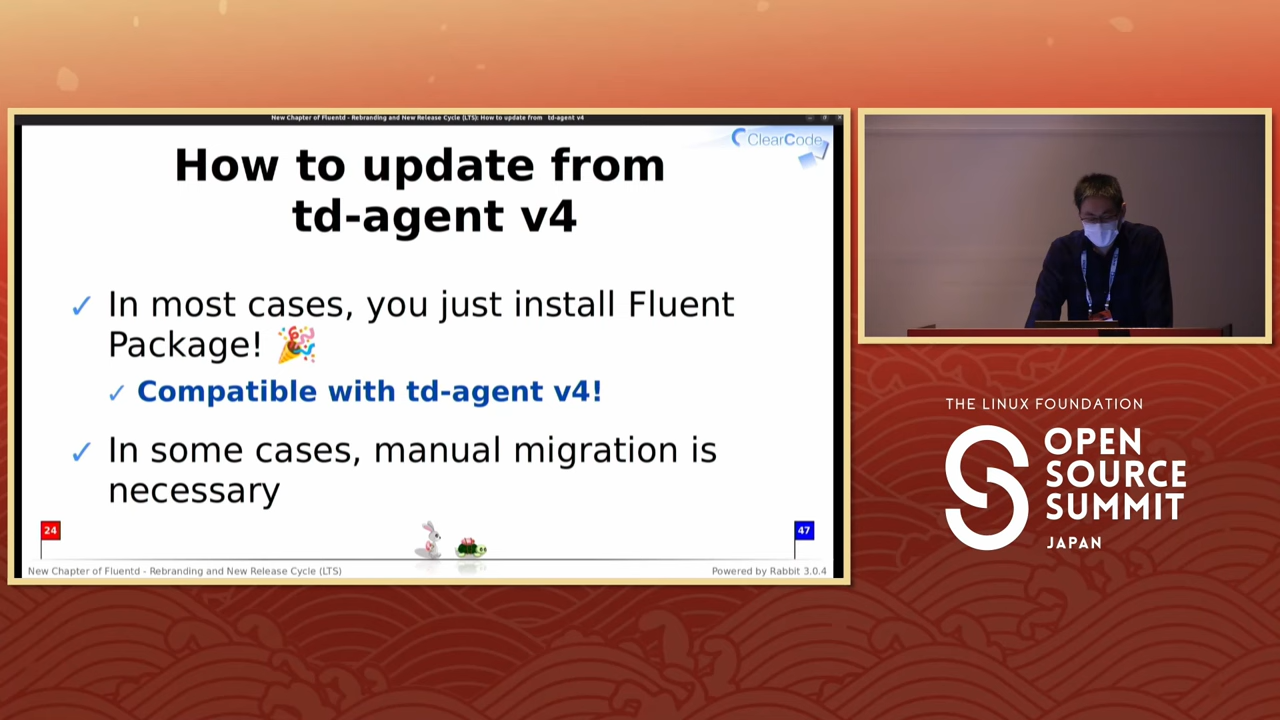 New Chapter of Fluentd - Rebranding and New Release Cycle (LTS): How to update from td-agent v4
ClearCode
How to update from
td-agent v4
✓ In most cases, you just install Fluent
Package! 🎉
✓ Compatible with td-agent v4!
✓ In some cases, manual migration is
necessary
24
47
New Chapter of Fluentd - Rebranding and New Release Cycle (LTS)
Powered by Rabbit 3.0.4
THE LINUX FOUNDATION
OPEN
SOURCE
SUMMIT
JAPAN